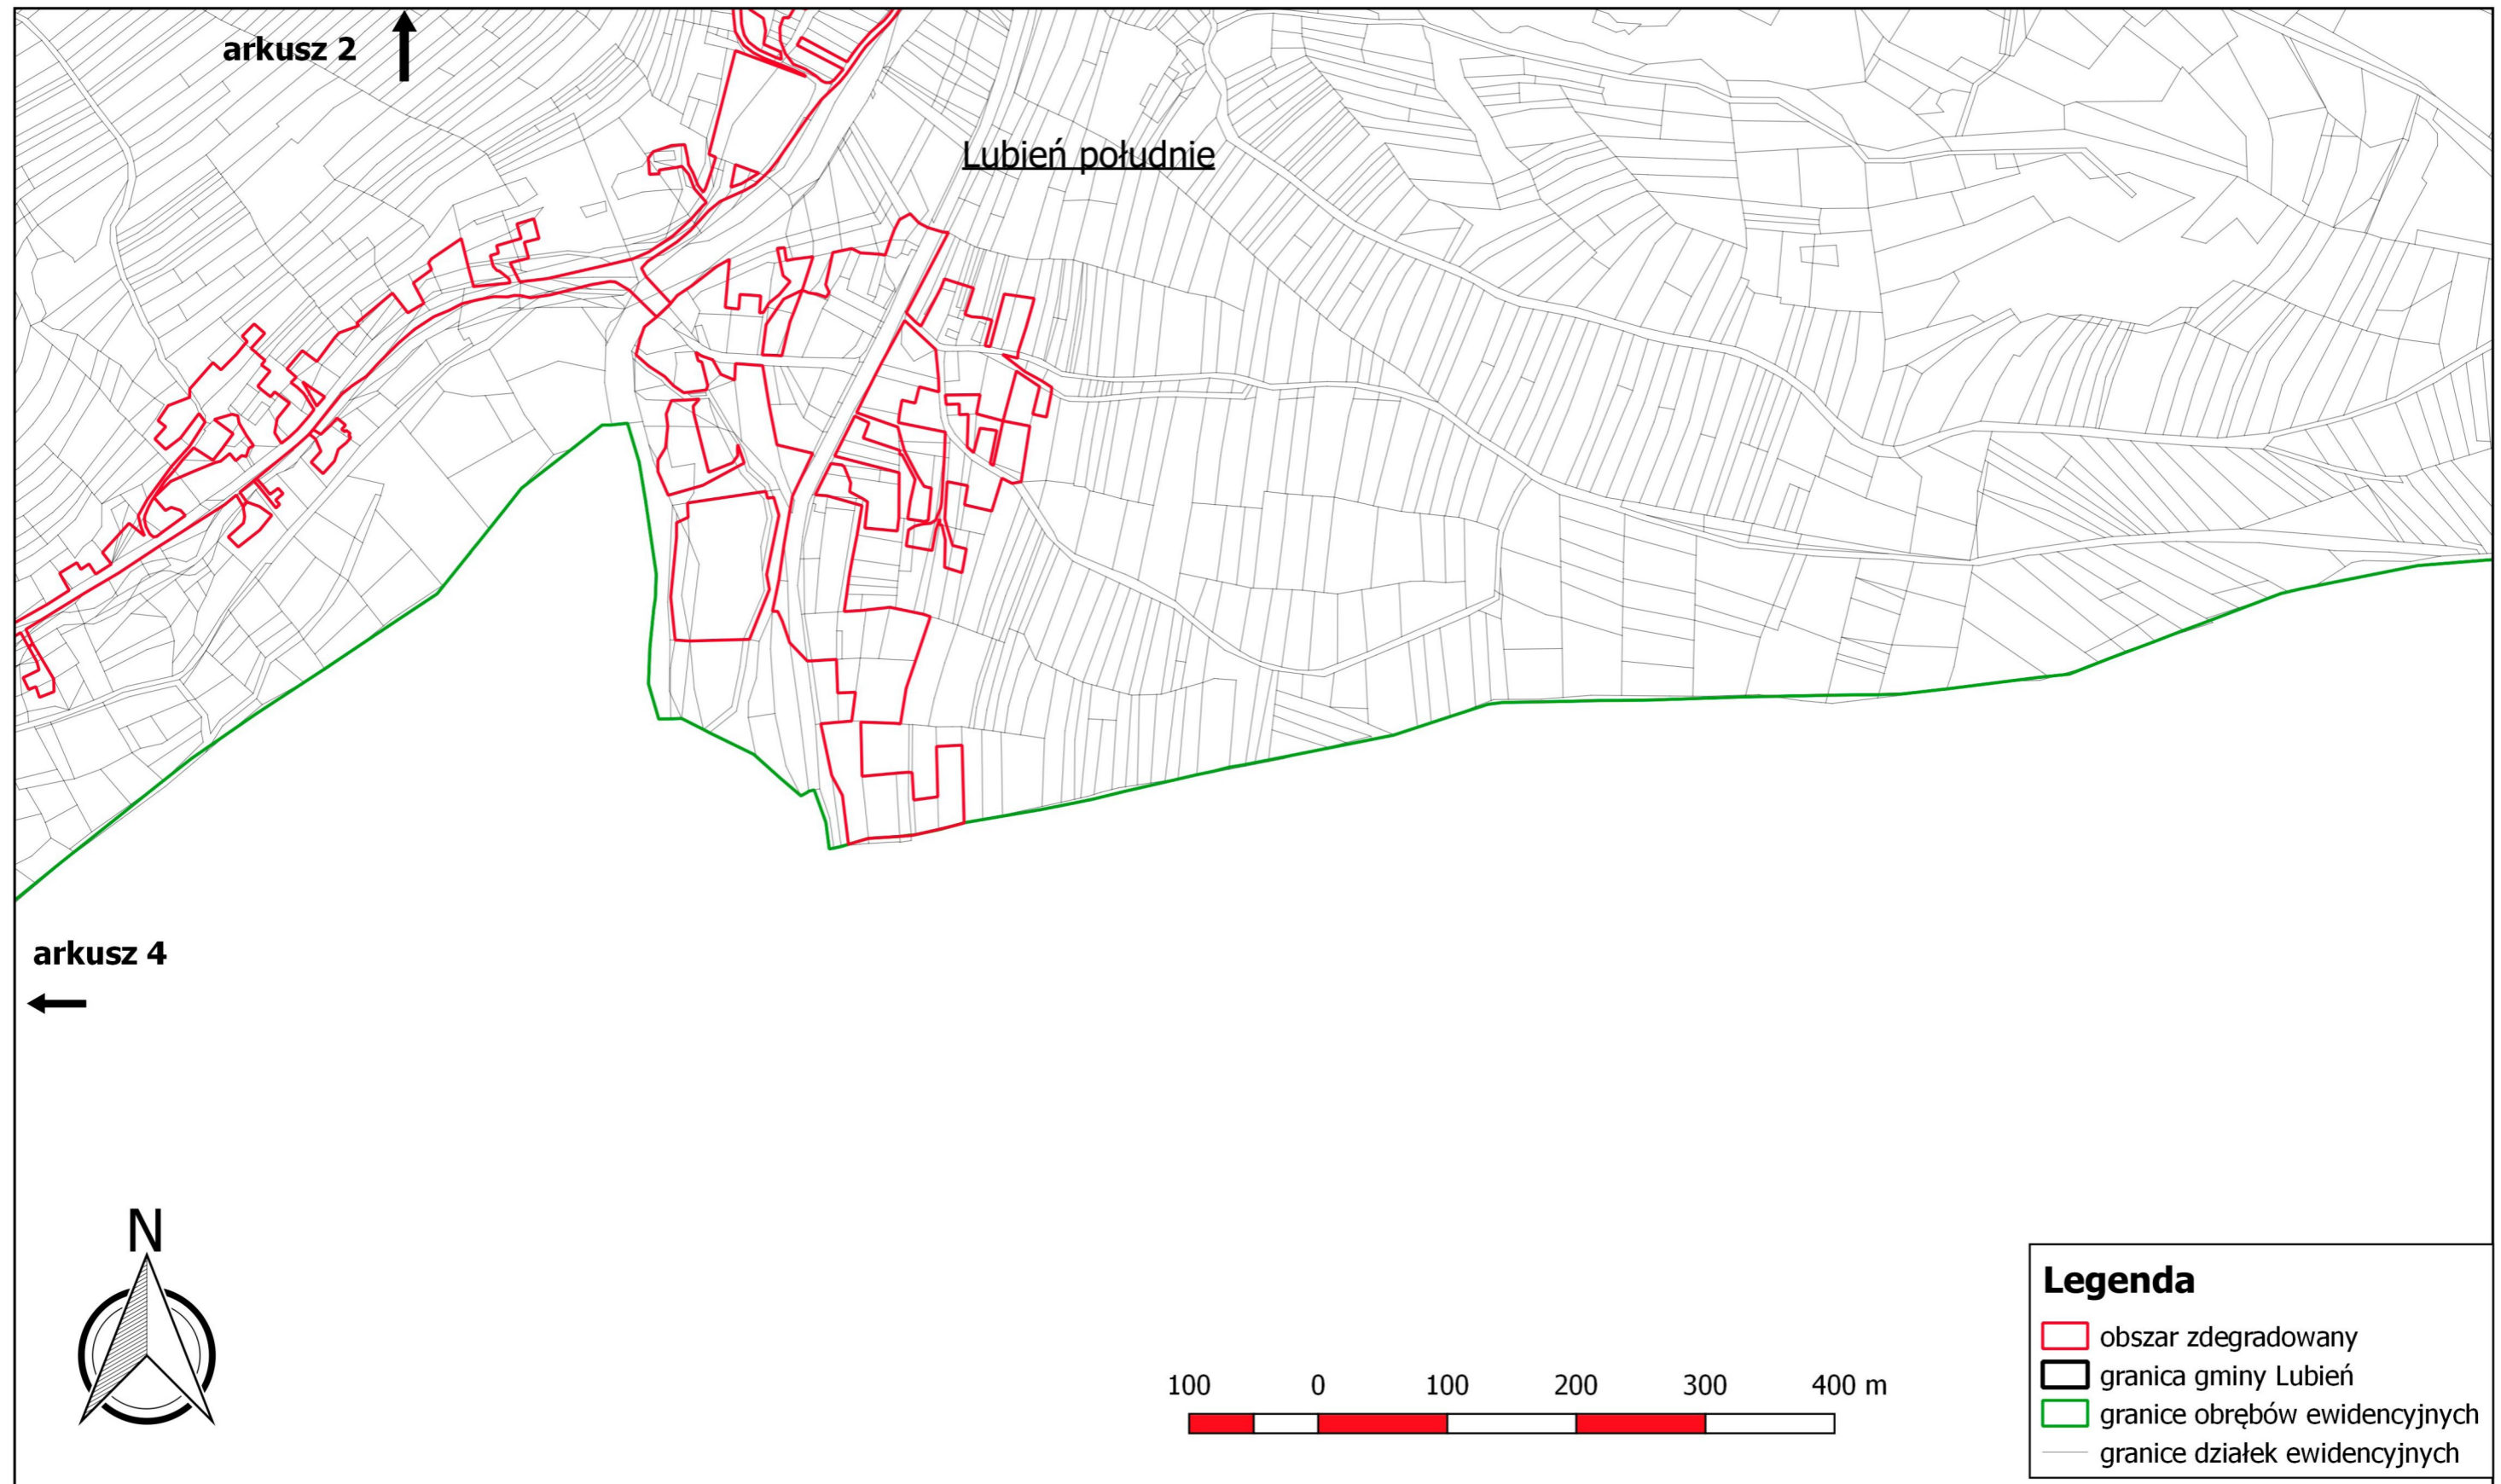 arkusz 2
Lubień południe
arkusz 4
N
100 0 100 200 300 400 m
Legenda
obszar zdegradowany
granica gminy Lubień
granice obrębów ewidencyjnych
granice działek ewidencyjnych